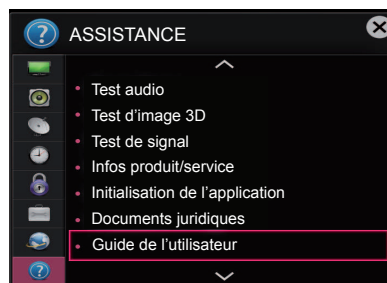 ASSISTANCE
Test audio
Test d'image 3D
Test de signal
Infos produit/service
Initialisation de l'application
Documents juridiques
Guide de l'utilisateur